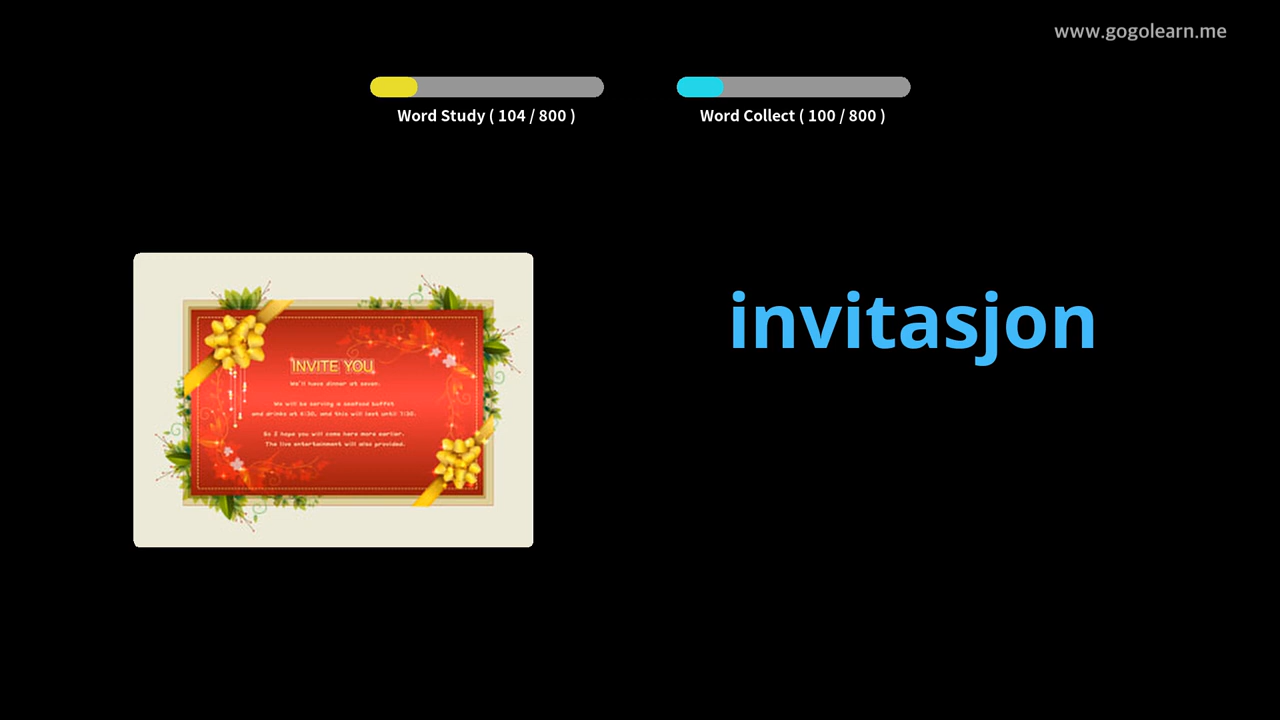 www.gogolearn.me
Word Study ( 104 / 800 )
Word Collect ( 100 / 800 )
invitasjon
INVITE YOU
We'll have dinner at seven.
We will be serving a seafood buffet
and drinks at 6:30, and this will last until 7:30.
So I hope you will come here more earlier.
The live entertainment will also provided.